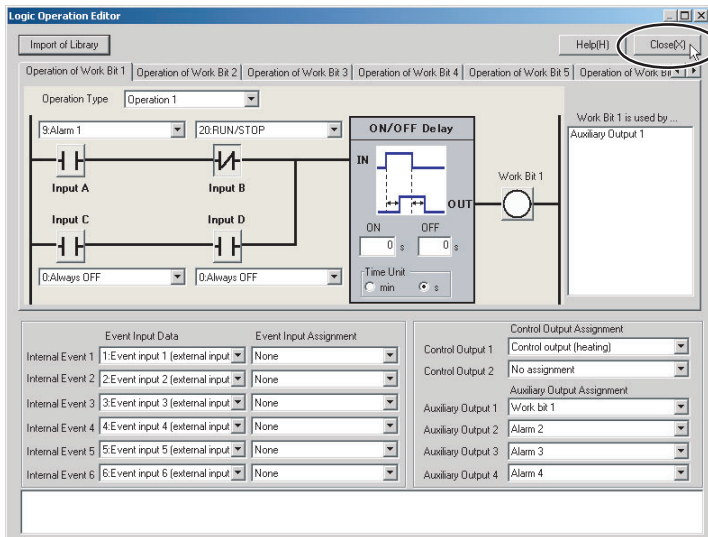 Logic Operation Editor
Import of Library
Help(H)
Close(X)
Operation of Work Bit 1
Operation of Work Bit 2
Operation of Work Bit 3
Operation of Work Bit 4
Operation of Work Bit 5
Operation of Work
Operation Type
Operation 1
9:Alarm 1
20:RUN/STOP
Input A
Input B
Input C
Input D
0:Always OFF
0:Always OFF
ON/OFF Delay
IN
OUT
ON
OFF
0 s
0 s
Time Unit
min
s
Work Bit 1
Work Bit 1 is used by ...
Auxiliary Output 1
Event Input Data
Event Input Assignment
Internal Event 1 1:Event input 1 (external input None
Internal Event 2 2:Event input 2 (external input None
Internal Event 3 3:Event input 3 (external input None
Internal Event 4 4:Event input 4 (external input None
Internal Event 5 5:Event input 5 (external input None
Internal Event 6 6:Event input 6 (external input None
Control Output Assignment
Control Output 1 Control output (heating)
Control Output 2 No assignment
Auxiliary Output Assignment
Auxiliary Output 1 Work bit 1
Auxiliary Output 2 Alarm 2
Auxiliary Output 3 Alarm 3
Auxiliary Output 4 Alarm 4